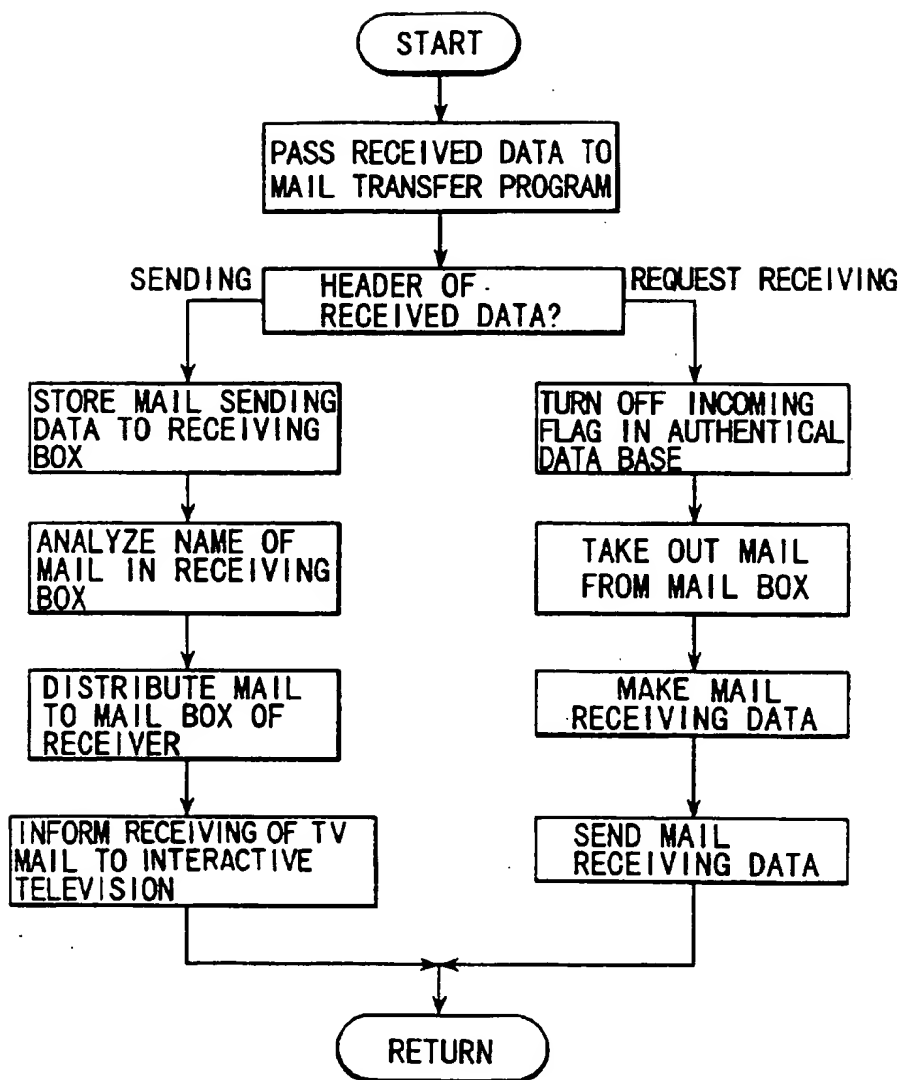 START
PASS RECEIVED DATA TO
MAIL TRANSFER PROGRAM
SENDING
HEADER OF
RECEIVED DATA?
REQUEST RECEIVING
STORE MAIL SENDING
DATA TO RECEIVING
BOX
ANALYZE NAME OF
MAIL IN RECEIVING
BOX
DISTRIBUTE MAIL
TO MAIL BOX OF
RECEIVER
INFORM RECEIVING OF TV
MAIL TO INTERACTIVE
TELEVISION
TURN OFF INCOMING
FLAG IN AUTHENTICAL
DATA BASE
TAKE OUT MAIL
FROM MAIL BOX
MAKE MAIL
RECEIVING DATA
SEND MAIL
RECEIVING DATA
RETURN